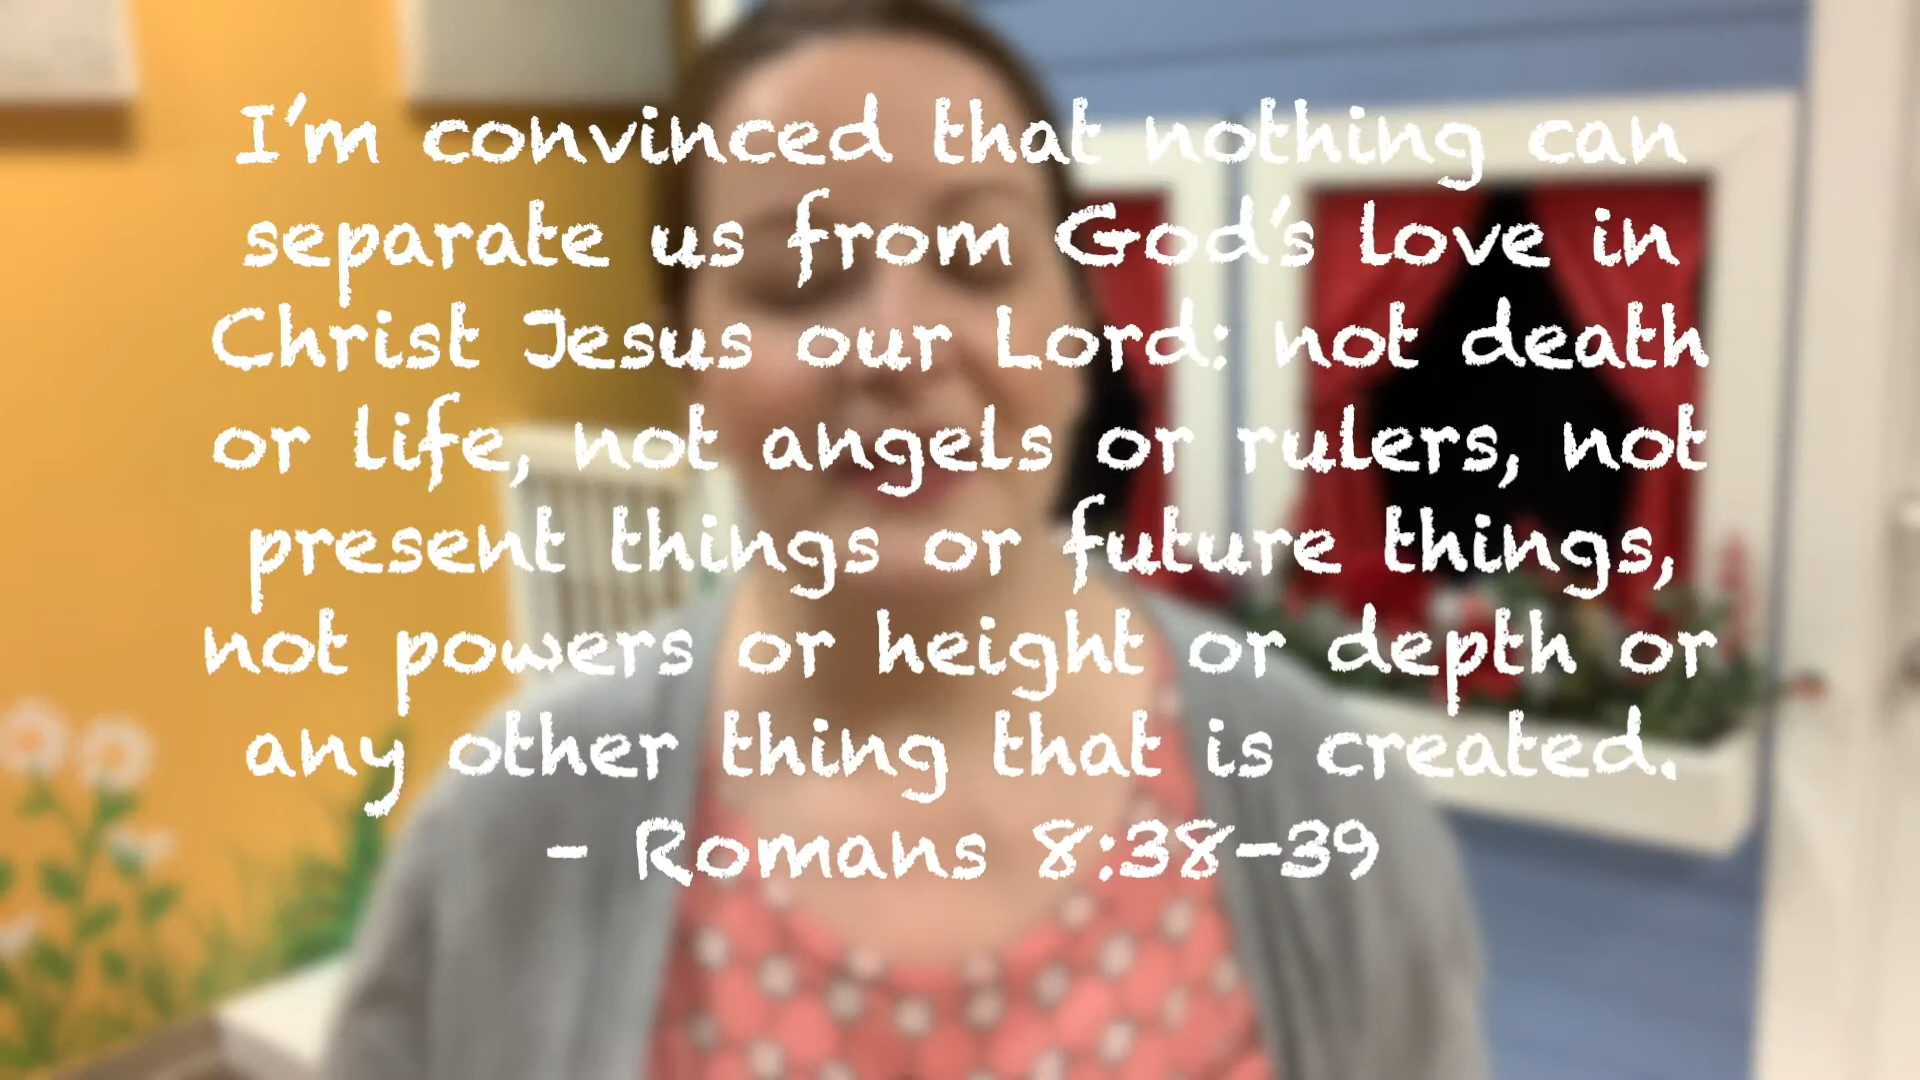 I'm convinced that nothing can
separate us from God's love in
Christ Jesus our Lord: not death
or life, not angels or rulers, not
present things or future things,
not powers or height or depth or
any other thing that is created.
- Romans 8:38-39